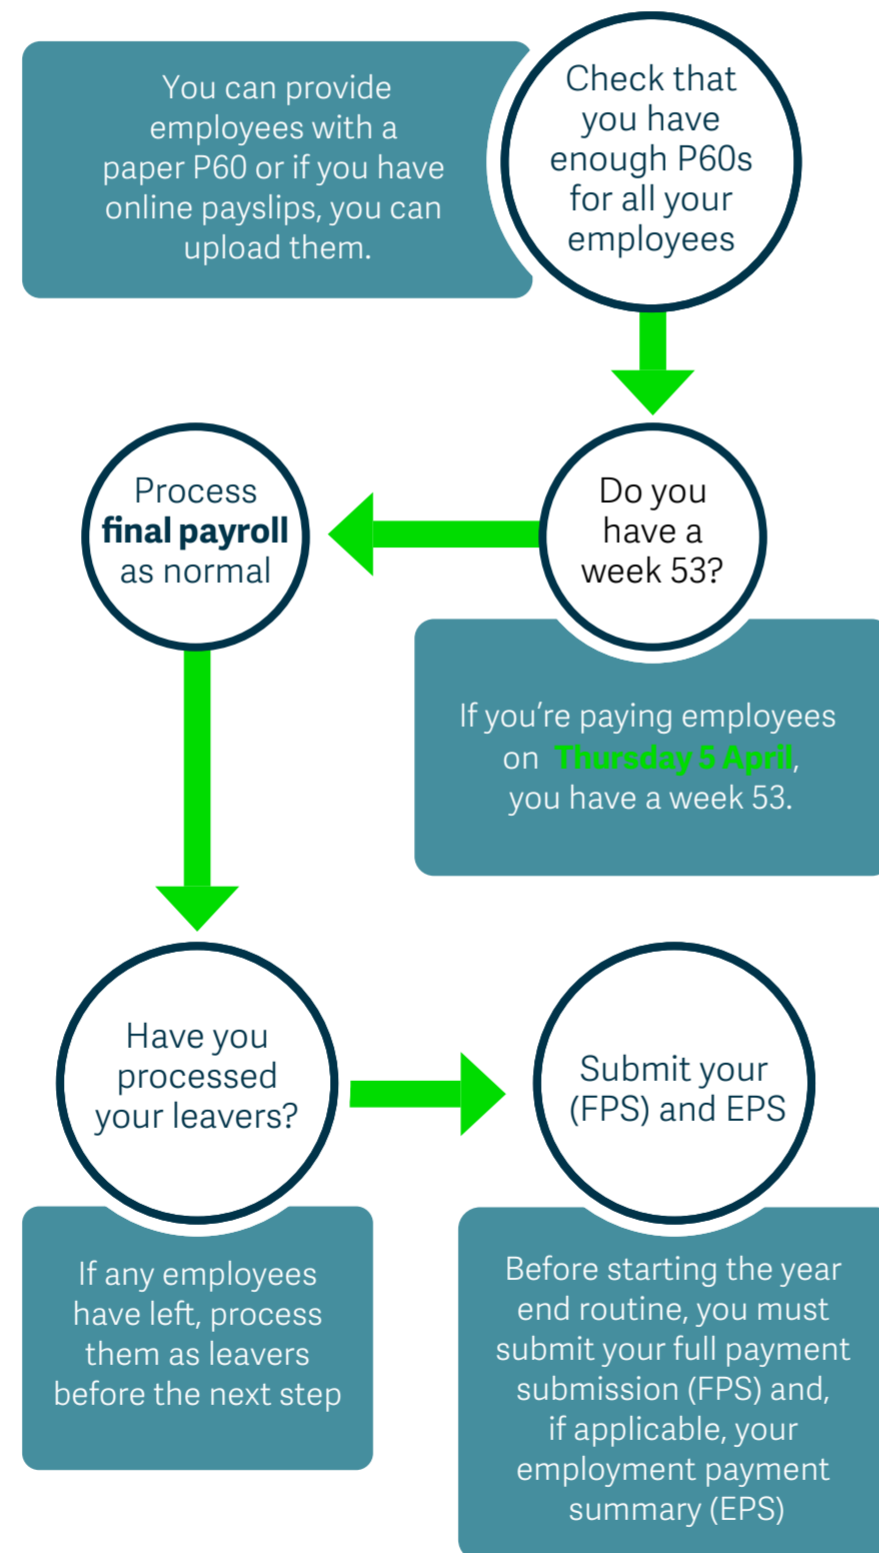 You can provide
employees with a
paper P60 or if you have
online payslips, you can
upload them.
Check that
you have
enough P60s
for all your
employees
Do you
have a
week 53?
If you're paying employees
on Thursday 5 April,
you have a week 53.
Process
final payroll
as normal
Have you
processed
your leavers?
If any employees
have left, process
them as leavers
before the next step
Submit your
(FPS) and EPS
Before starting the year
end routine, you must
submit your full payment
submission (FPS) and,
if applicable, your
employment payment
summary (EPS)